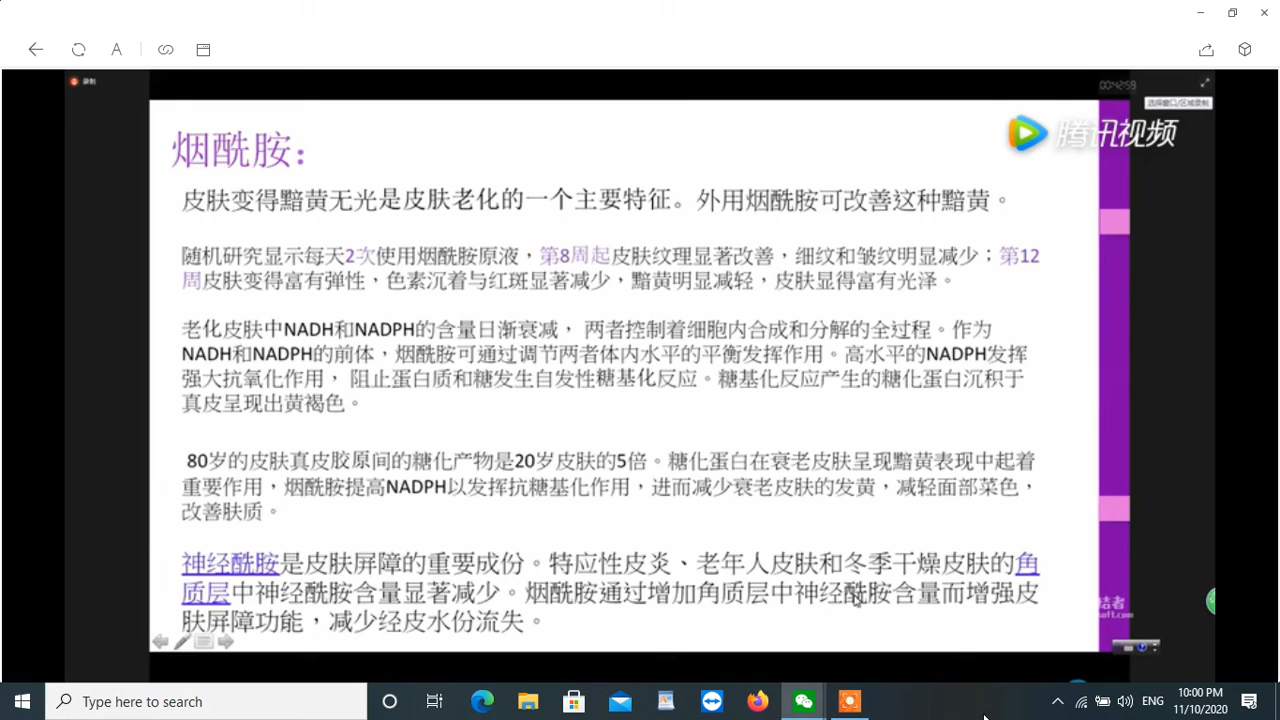 录制
00:42:59
选择窗口/区域录制
腾讯视频
烟酰胺：
皮肤变得黯黄无光是皮肤老化的一个主要特征。外用烟酰胺可改善这种黯黄。
随机研究显示每天2次使用烟酰胺原液，第8周起皮肤纹理显著改善，细纹和皱纹明显减少；第12
周皮肤变得富有弹性，色素沉着与红斑显著减少，黯黄明显减轻，皮肤显得富有光泽。
老化皮肤中NADH和NADPH的含量日渐衰减， 两者控制着细胞内合成和分解的全过程。作为
NADH和NADPH的前体，烟酰胺可通过调节两者体内水平的平衡发挥作用。高水平的NADPH发挥
强大抗氧化作用， 阻止蛋白质和糖发生自发性糖基化反应。糖基化反应产生的糖化蛋白沉积于
真皮呈现出黄褐色。
80岁的皮肤真皮胶原间的糖化产物是20岁皮肤的5倍。糖化蛋白在衰老皮肤呈现黯黄表现中起着
重要作用，烟酰胺提高NADPH以发挥抗糖基化作用，进而减少衰老皮肤的发黄，减轻面部菜色，
改善肤质。
神经酰胺是皮肤屏障的重要成份。特应性皮炎、老年人皮肤和冬季干燥皮肤的角
质层中神经酰胺含量显著减少。烟酰胺通过增加角质层中神经酰胺含量而增强皮
肤屏障功能，减少经皮水份流失。
结者
soft.com
Type here to search
ENG
10:00 PM
11/10/2020